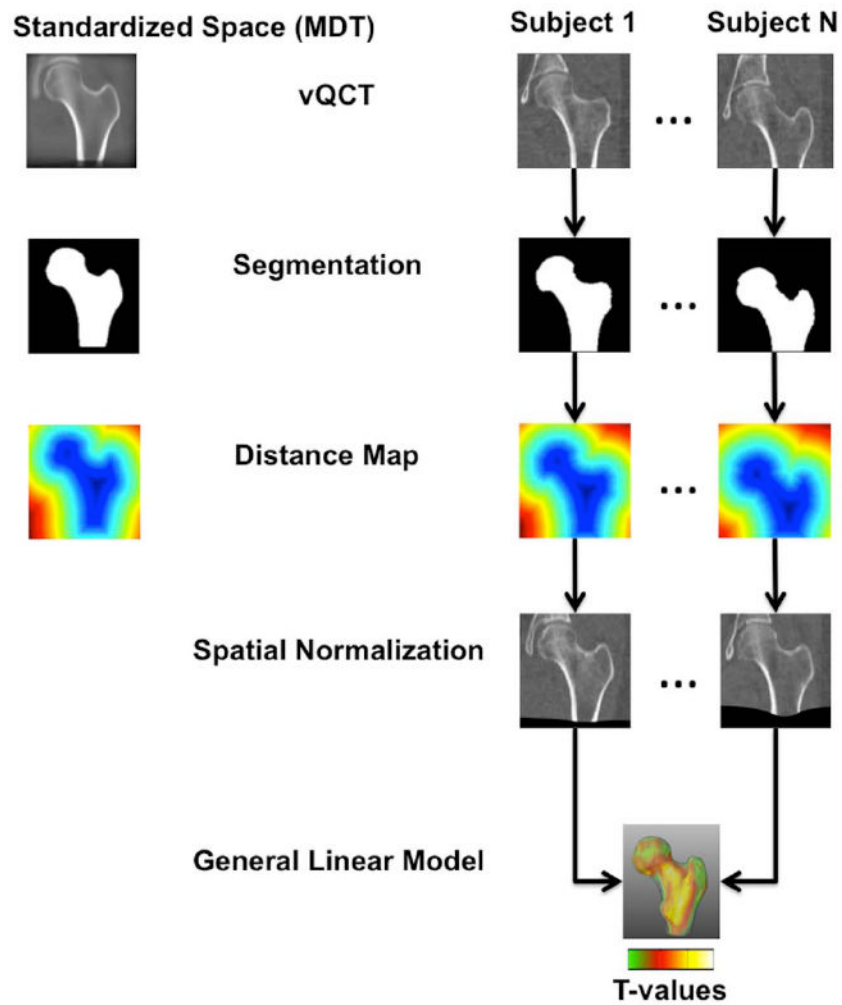 Standardized Space (MDT)
Subject 1
Subject N
vQCT
...
Segmentation
...
Distance Map
...
Spatial Normalization
...
General Linear Model
T-values